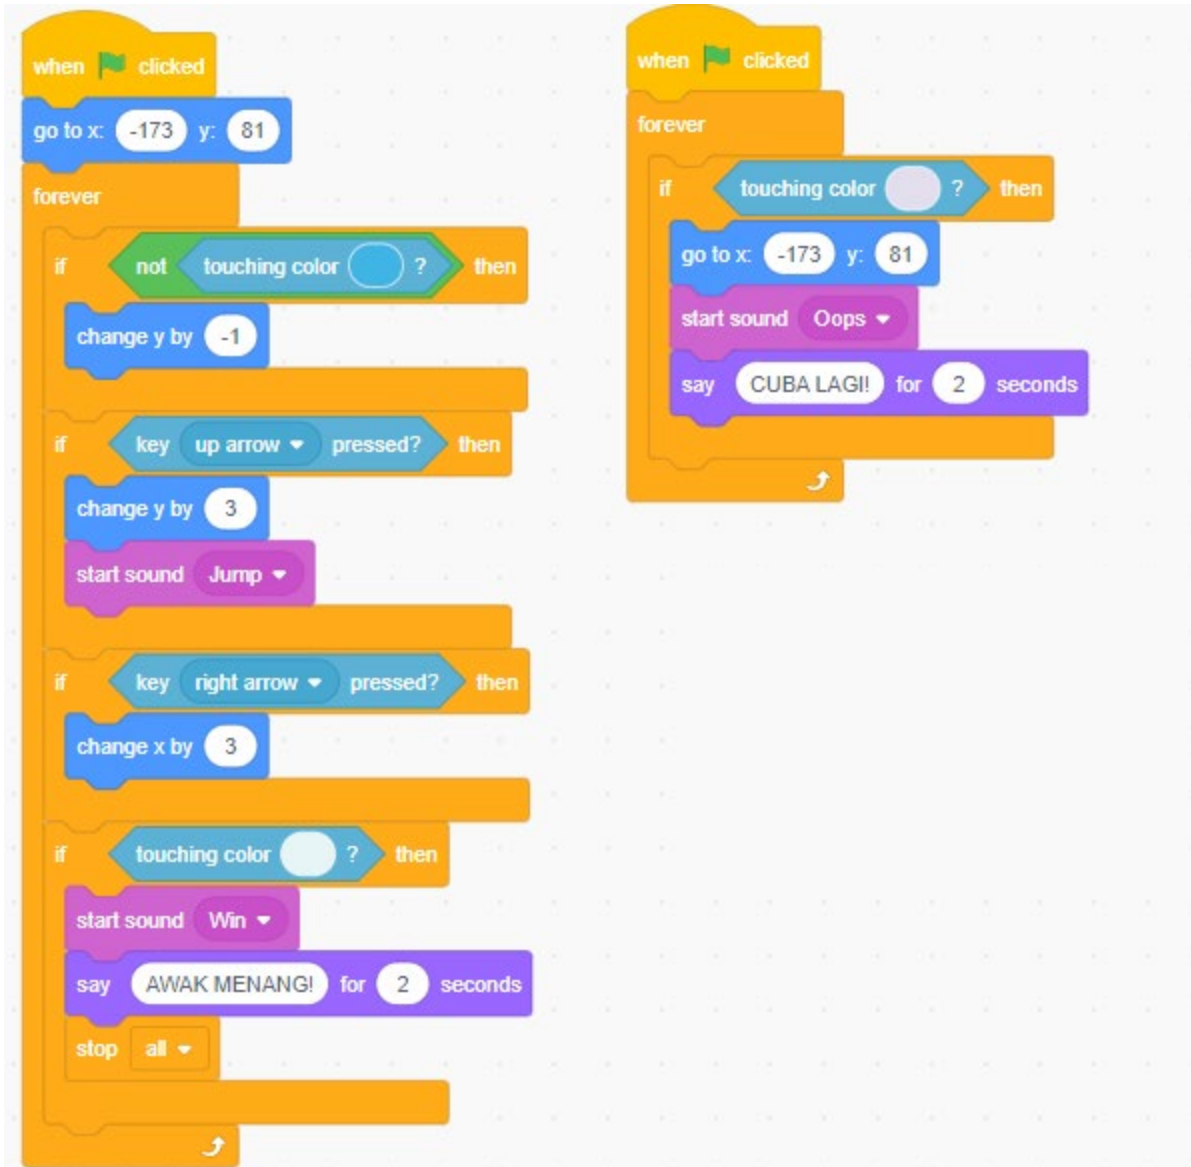 when clicked
go to x: -173 y: 81
forever
if not touching color ? then
change y by -1
if key up arrow pressed? then
change y by 3
start sound Jump
if key right arrow pressed? then
change x by 3
if touching color ? then
start sound Win
say AWAK MENANG! for 2 seconds
stop all
when clicked
forever
if touching color ? then
go to x: -173 y: 81
start sound Oops
say CUBA LAGI! for 2 seconds